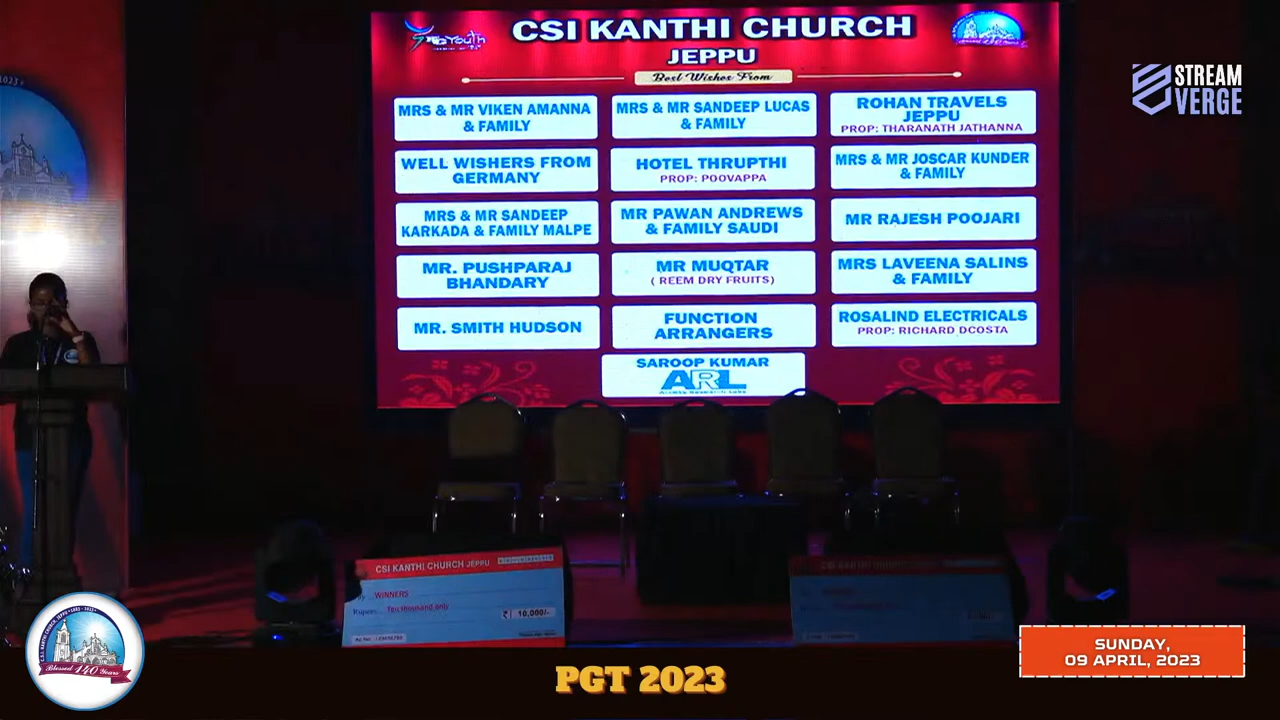 CSI KANTHI CHURCH
JEPPU
Best Wishes From
STREAM
VERGE
MRS & MR VIKEN AMANNA
& FAMILY
MRS & MR SANDEEP LUCAS
& FAMILY
ROHAN TRAVELS
JEPPU
PROP: THARANATH JATHANNA
WELL WISHERS FROM
GERMANY
HOTEL THRUPTHI
PROP: POOVAPPA
MRS & MR JOSCAR KUNDER
& FAMILY
MRS & MR SANDEEP
KARKADA & FAMILY MALPE
MR PAWAN ANDREWS
& FAMILY SAUDI
MR RAJESH POOJARI
MR. PUSHPARAJ
BHANDARY
MR MUQTAR
( REEM DRY FRUITS)
MRS LAVEENA SALINS
& FAMILY
MR. SMITH HUDSON
FUNCTION
ARRANGERS
ROSALIND ELECTRICALS
PROP: RICHARD DCOSTA
SAROOP KUMAR
ARL
CSI KANTHI CHURCH JEPPU
WINNERS
Rupees Ten thousand only
10,000/-
Blessed 140 Years
PGT 2023
SUNDAY,
09 APRIL, 2023